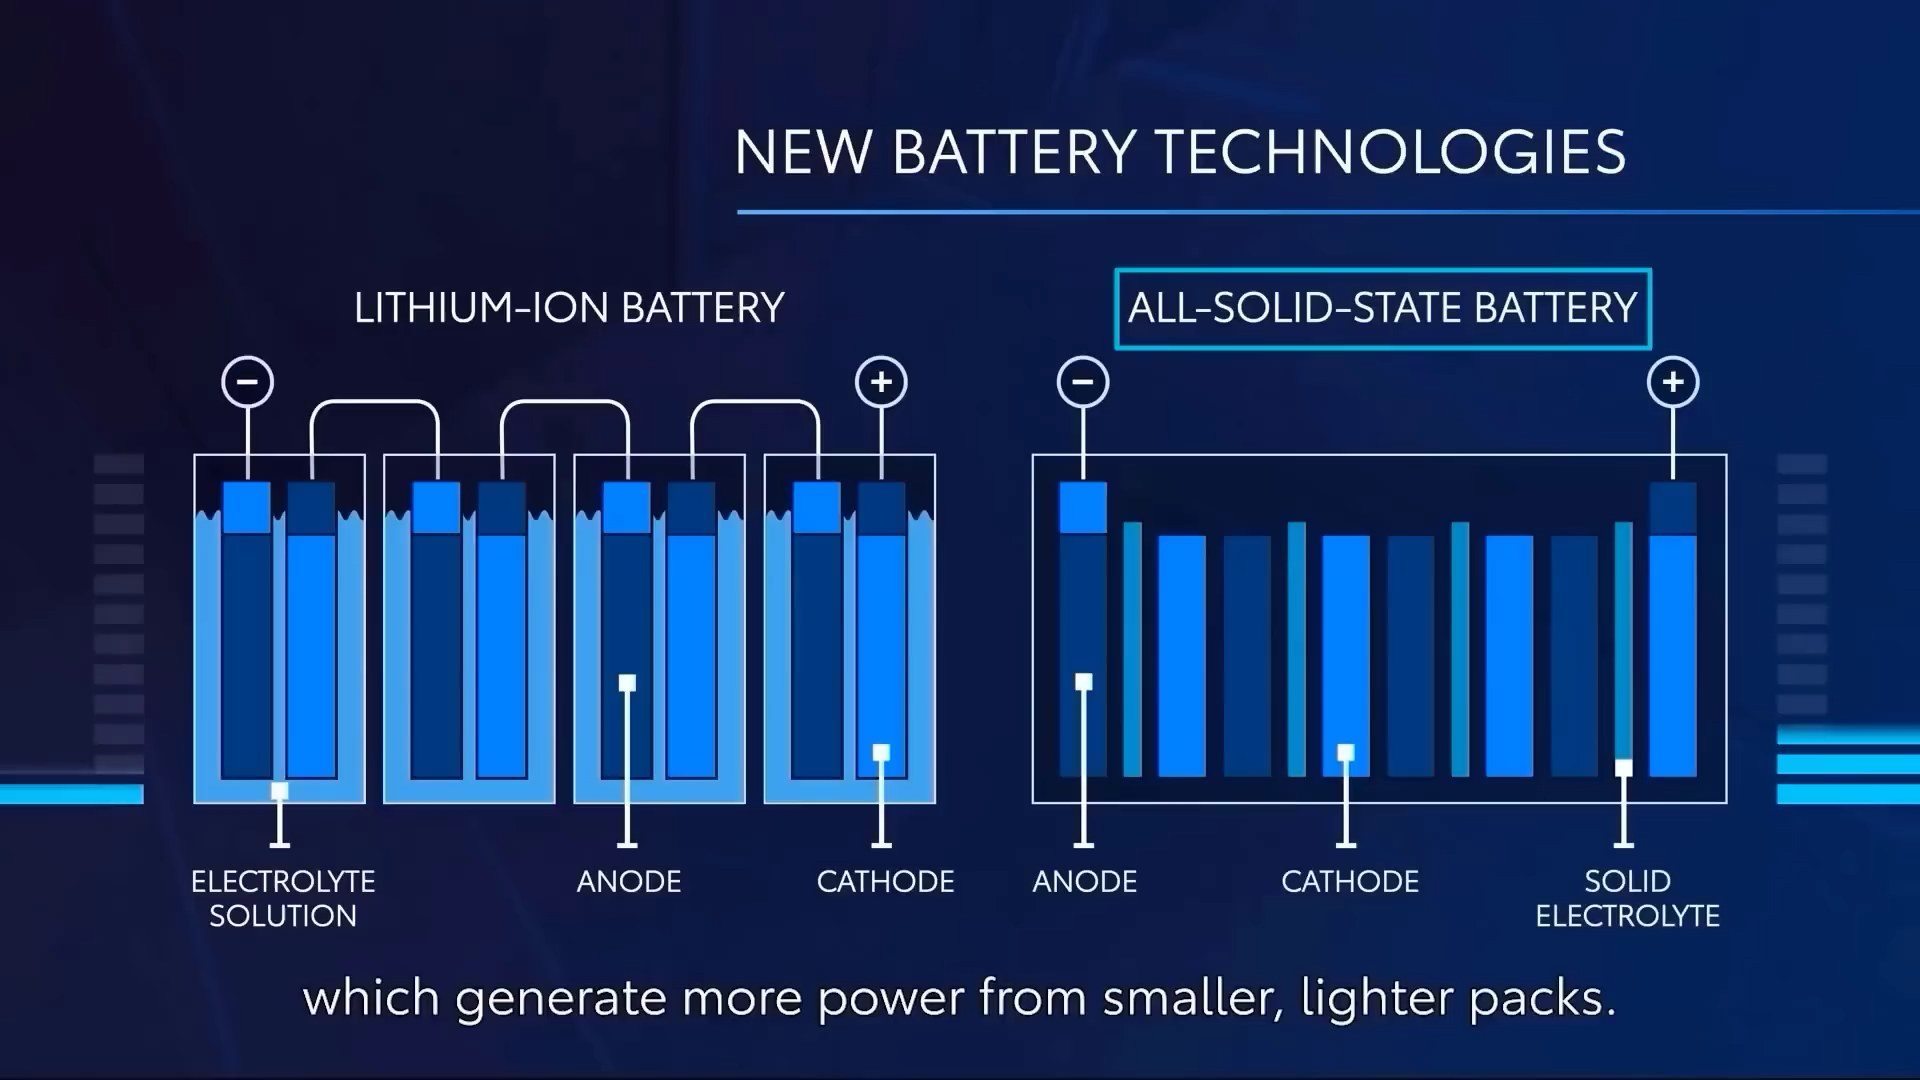 NEW BATTERY TECHNOLOGIES
LITHIUM-ION BATTERY
ALL-SOLID-STATE BATTERY
− + − +
ELECTROLYTE
SOLUTION
ANODE
CATHODE
ANODE
CATHODE
SOLID
ELECTROLYTE
which generate more power from smaller, lighter packs.